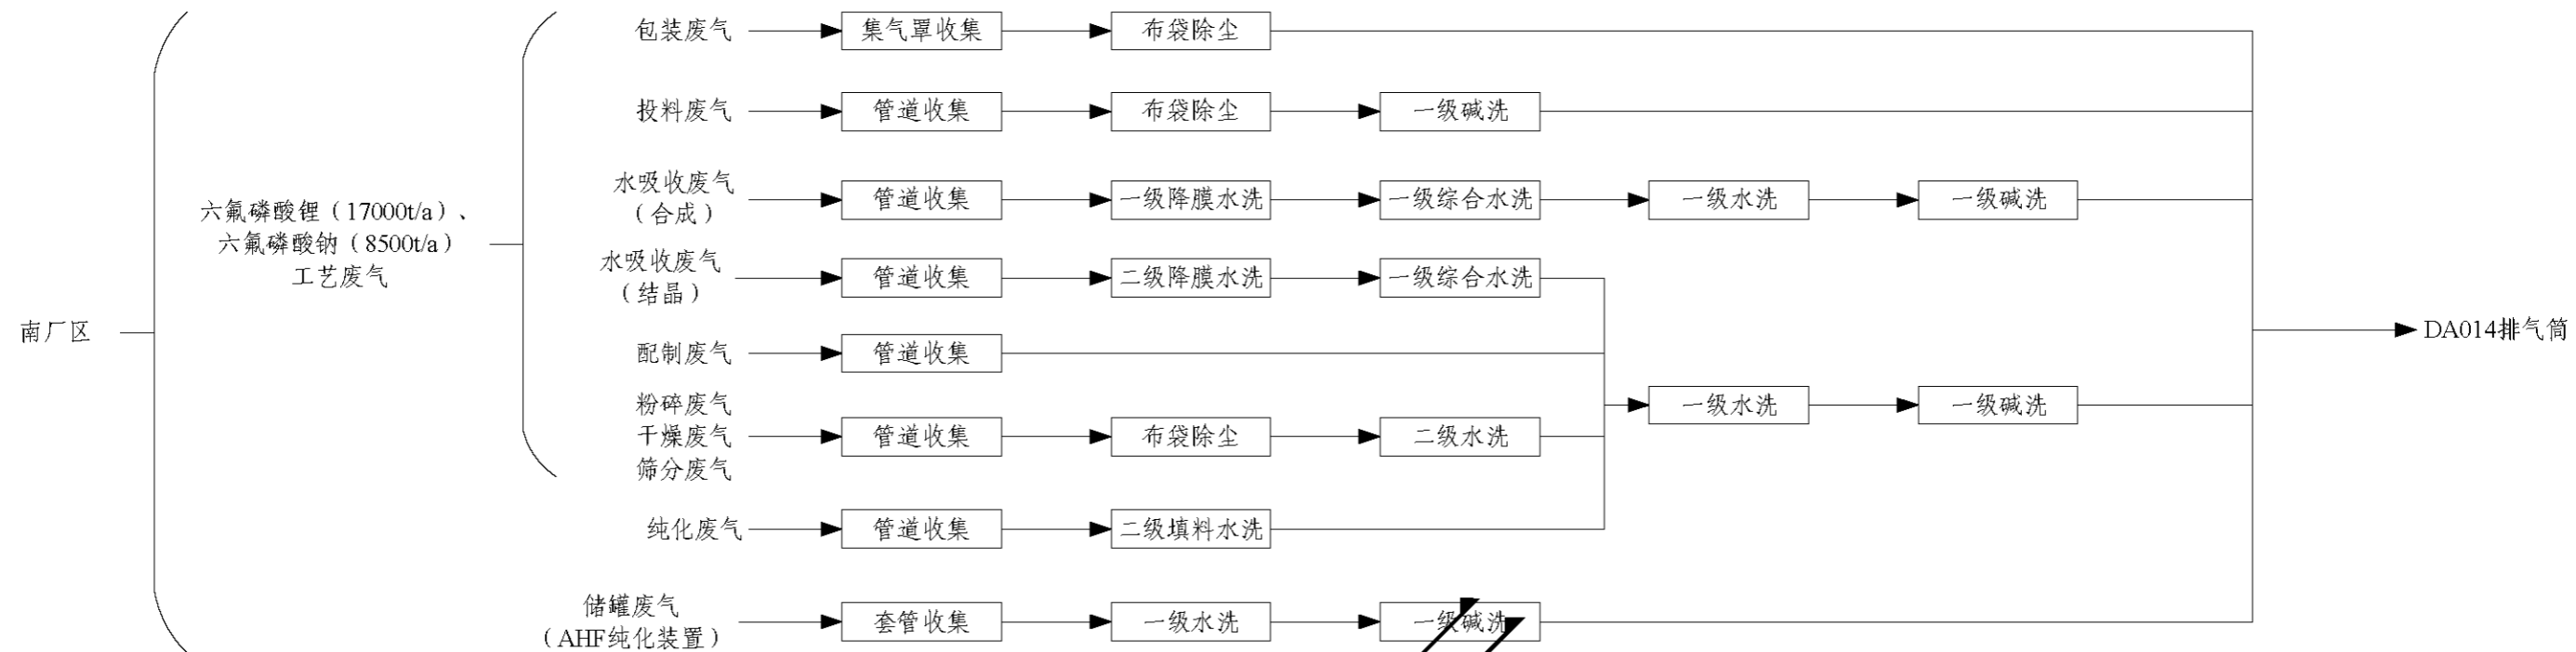 包装废气
集气罩收集
布袋除尘
投料废气
管道收集
布袋除尘
一级碱洗
水吸收废气
（合成）
管道收集
一级降膜水洗
一级综合水洗
一级水洗
一级碱洗
六氟磷酸锂（17000t/a）、
六氟磷酸钠（8500t/a）
工艺废气
水吸收废气
（结晶）
管道收集
二级降膜水洗
一级综合水洗
南厂区
配制废气
管道收集
DA014排气筒
粉碎废气
干燥废气
筛分废气
管道收集
布袋除尘
二级水洗
一级水洗
一级碱洗
纯化废气
管道收集
二级填料水洗
储罐废气
（AHF纯化装置）
套管收集
一级水洗
一级碱洗